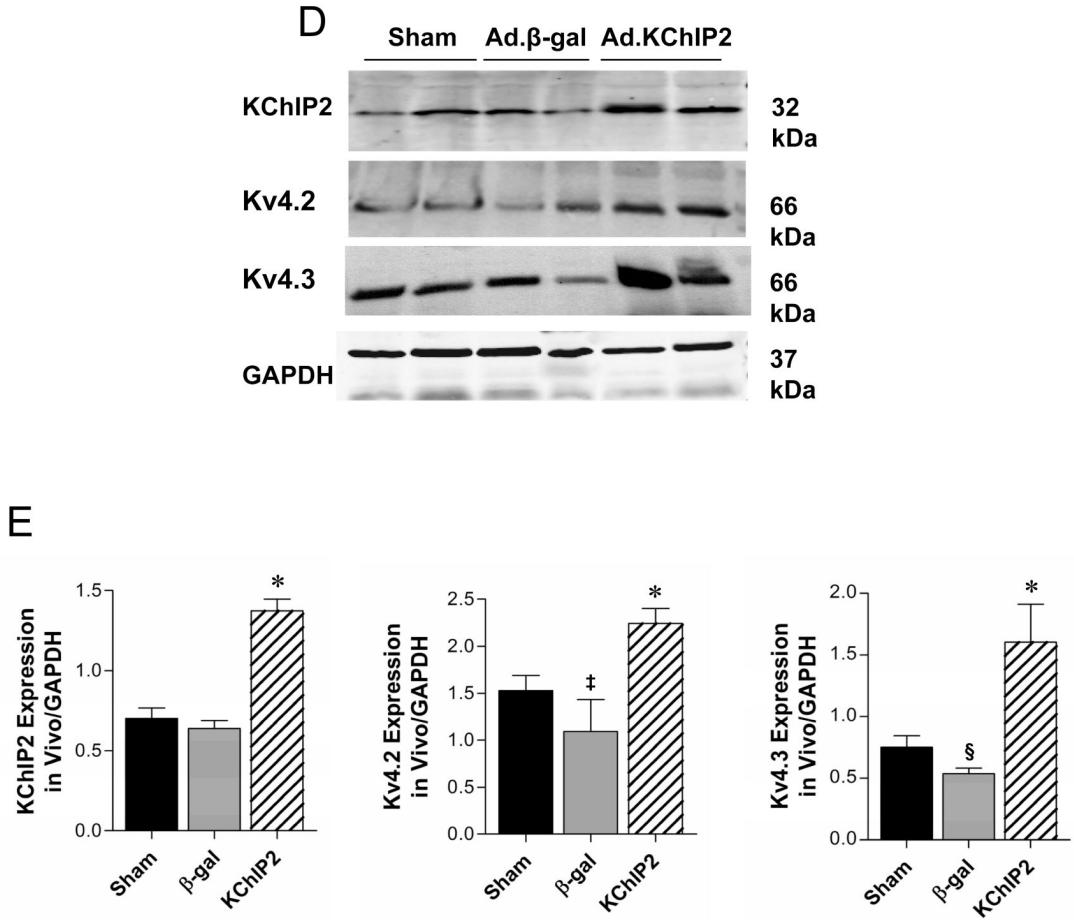 D
Sham Ad.β-gal Ad.KChIP2
KChIP2 32
kDa
Kv4.2 66
kDa
Kv4.3 66
kDa
GAPDH 37
kDa
E
KChIP2 Expression
in Vivo/GAPDH
1.5
1.0
0.5
0.0
*
Sham β-gal KChIP2
Kv4.2 Expression
in Vivo/GAPDH
2.5
2.0
1.5
1.0
0.5
0.0
‡
*
Sham β-gal KChIP2
Kv4.3 Expression
in Vivo/GAPDH
2.0
1.5
1.0
0.5
0.0
§
*
Sham β-gal KChIP2